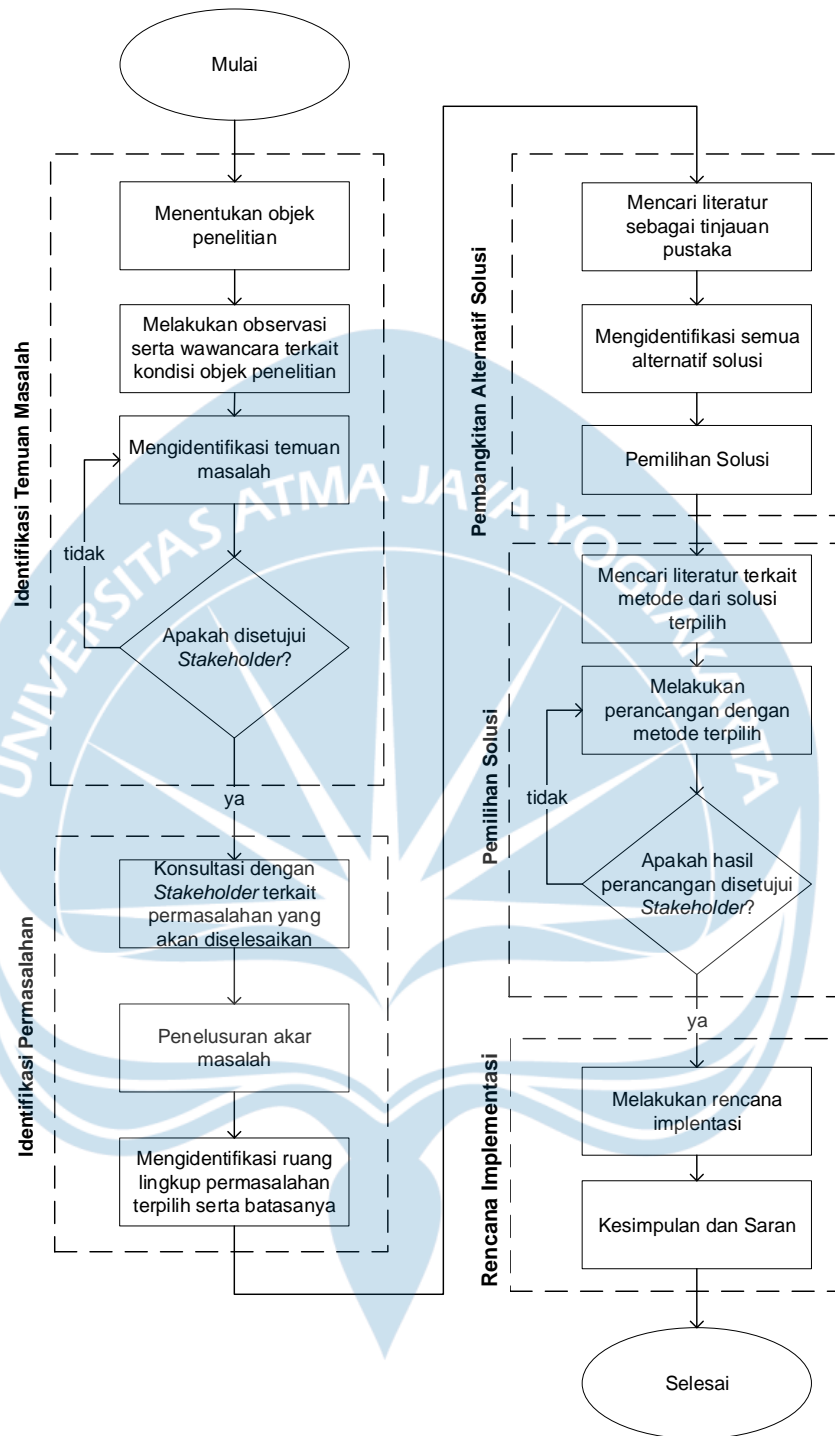 Mulai
Identifikasi Temuan Masalah
Menentukan objek
penelitian
Melakukan observasi
serta wawancara terkait
kondisi objek penelitian
Mengidentifikasi temuan
masalah
tidak
Apakah disetujui
Stakeholder?
ya
Identifikasi Permasalahan
Konsultasi dengan
Stakeholder terkait
permasalahan yang
akan diselesaikan
Penelusuran akar
masalah
Mengidentifikasi ruang
lingkup permasalahan
terpilih serta batasanya
Pembangkitan Alternatif Solusi
Mencari literatur
sebagai tinjauan
pustaka
Mengidentifikasi semua
alternatif solusi
Pemilihan Solusi
Pemilihan Solusi
Mencari literatur terkait
metode dari solusi
terpilih
Melakukan
perancangan dengan
metode terpilih
tidak
Apakah hasil
perancangan disetujui
Stakeholder?
ya
Rencana Implementasi
Melakukan rencana
implentasi
Kesimpulan dan Saran
Selesai
UNIVERSITAS ATMA JAYA YOGYAKARTA